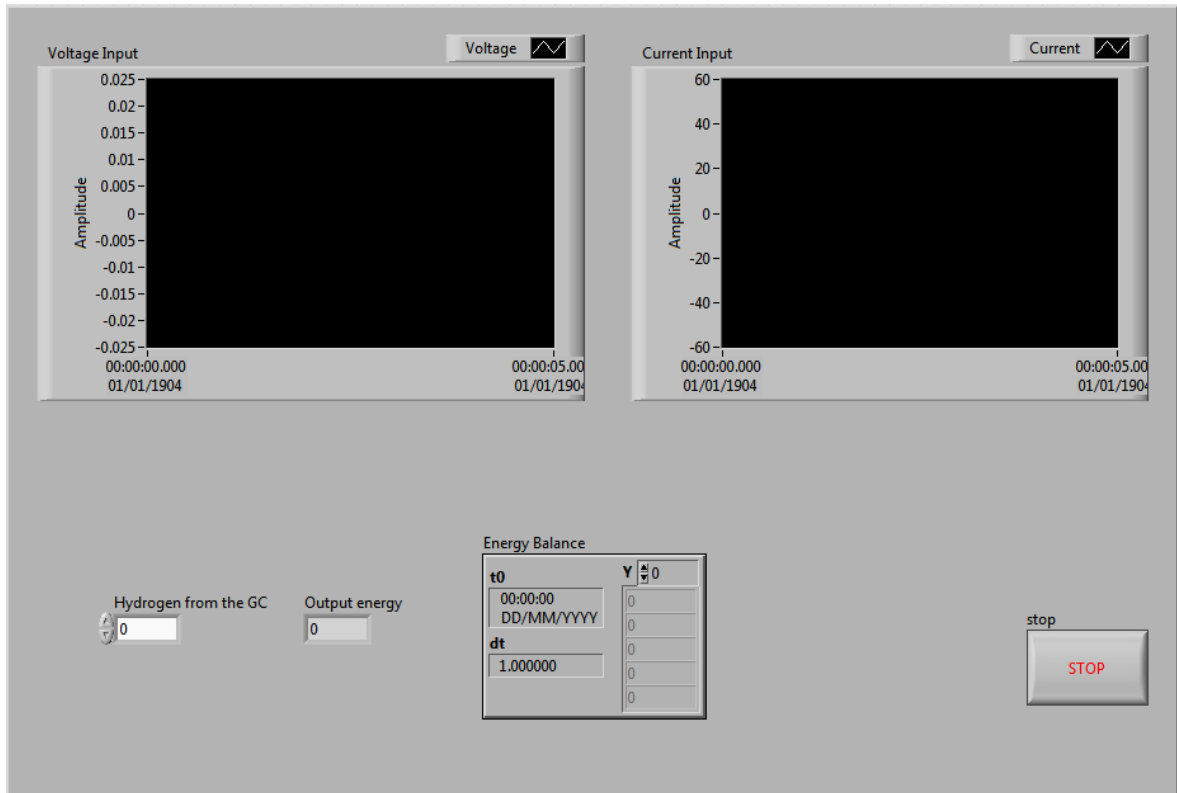 Voltage Input
Voltage
Amplitude
0.025
0.02
0.015
0.01
0.005
0
-0.005
-0.01
-0.015
-0.02
-0.025
00:00:00.000
01/01/1904
00:00:05.00
01/01/1904
Current Input
Current
Amplitude
60
40
20
0
-20
-40
-60
00:00:00.000
01/01/1904
00:00:05.00
01/01/1904
Hydrogen from the GC
0
Output energy
0
Energy Balance
t0
00:00:00
DD/MM/YYYY
dt
1.000000
Y 0
0
0
0
0
0
stop
STOP